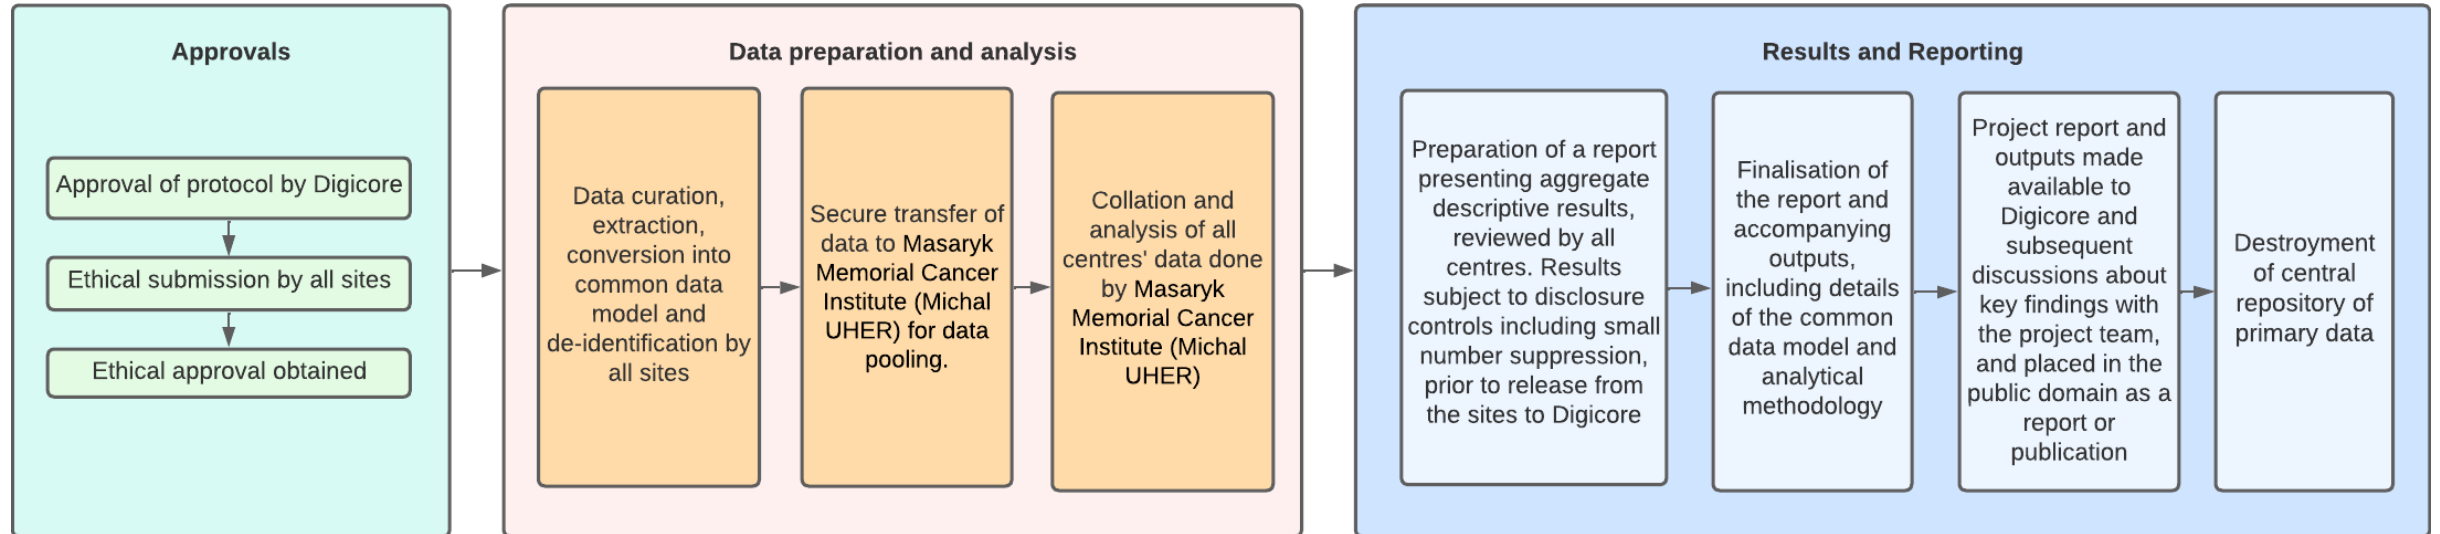 Approvals
Approval of protocol by Digicore
Ethical submission by all sites
Ethical approval obtained
Data preparation and analysis
Data curation,
extraction,
conversion into
common data
model and
de-identification by
all sites
Secure transfer of
data to Masaryk
Memorial Cancer
Institute (Michal
UHER) for data
pooling.
Collation and
analysis of all
centres' data done
by Masaryk
Memorial Cancer
Institute (Michal
UHER)
Results and Reporting
Preparation of a report
presenting aggregate
descriptive results,
reviewed by all
centres. Results
subject to disclosure
controls including small
number suppression,
prior to release from
the sites to Digicore
Finalisation of
the report and
accompanying
outputs,
including details
of the common
data model and
analytical
methodology
Project report and
outputs made
available to
Digicore and
subsequent
discussions about
key findings with
the project team,
and placed in the
public domain as a
report or
publication
Destroyment
of central
repository of
primary data